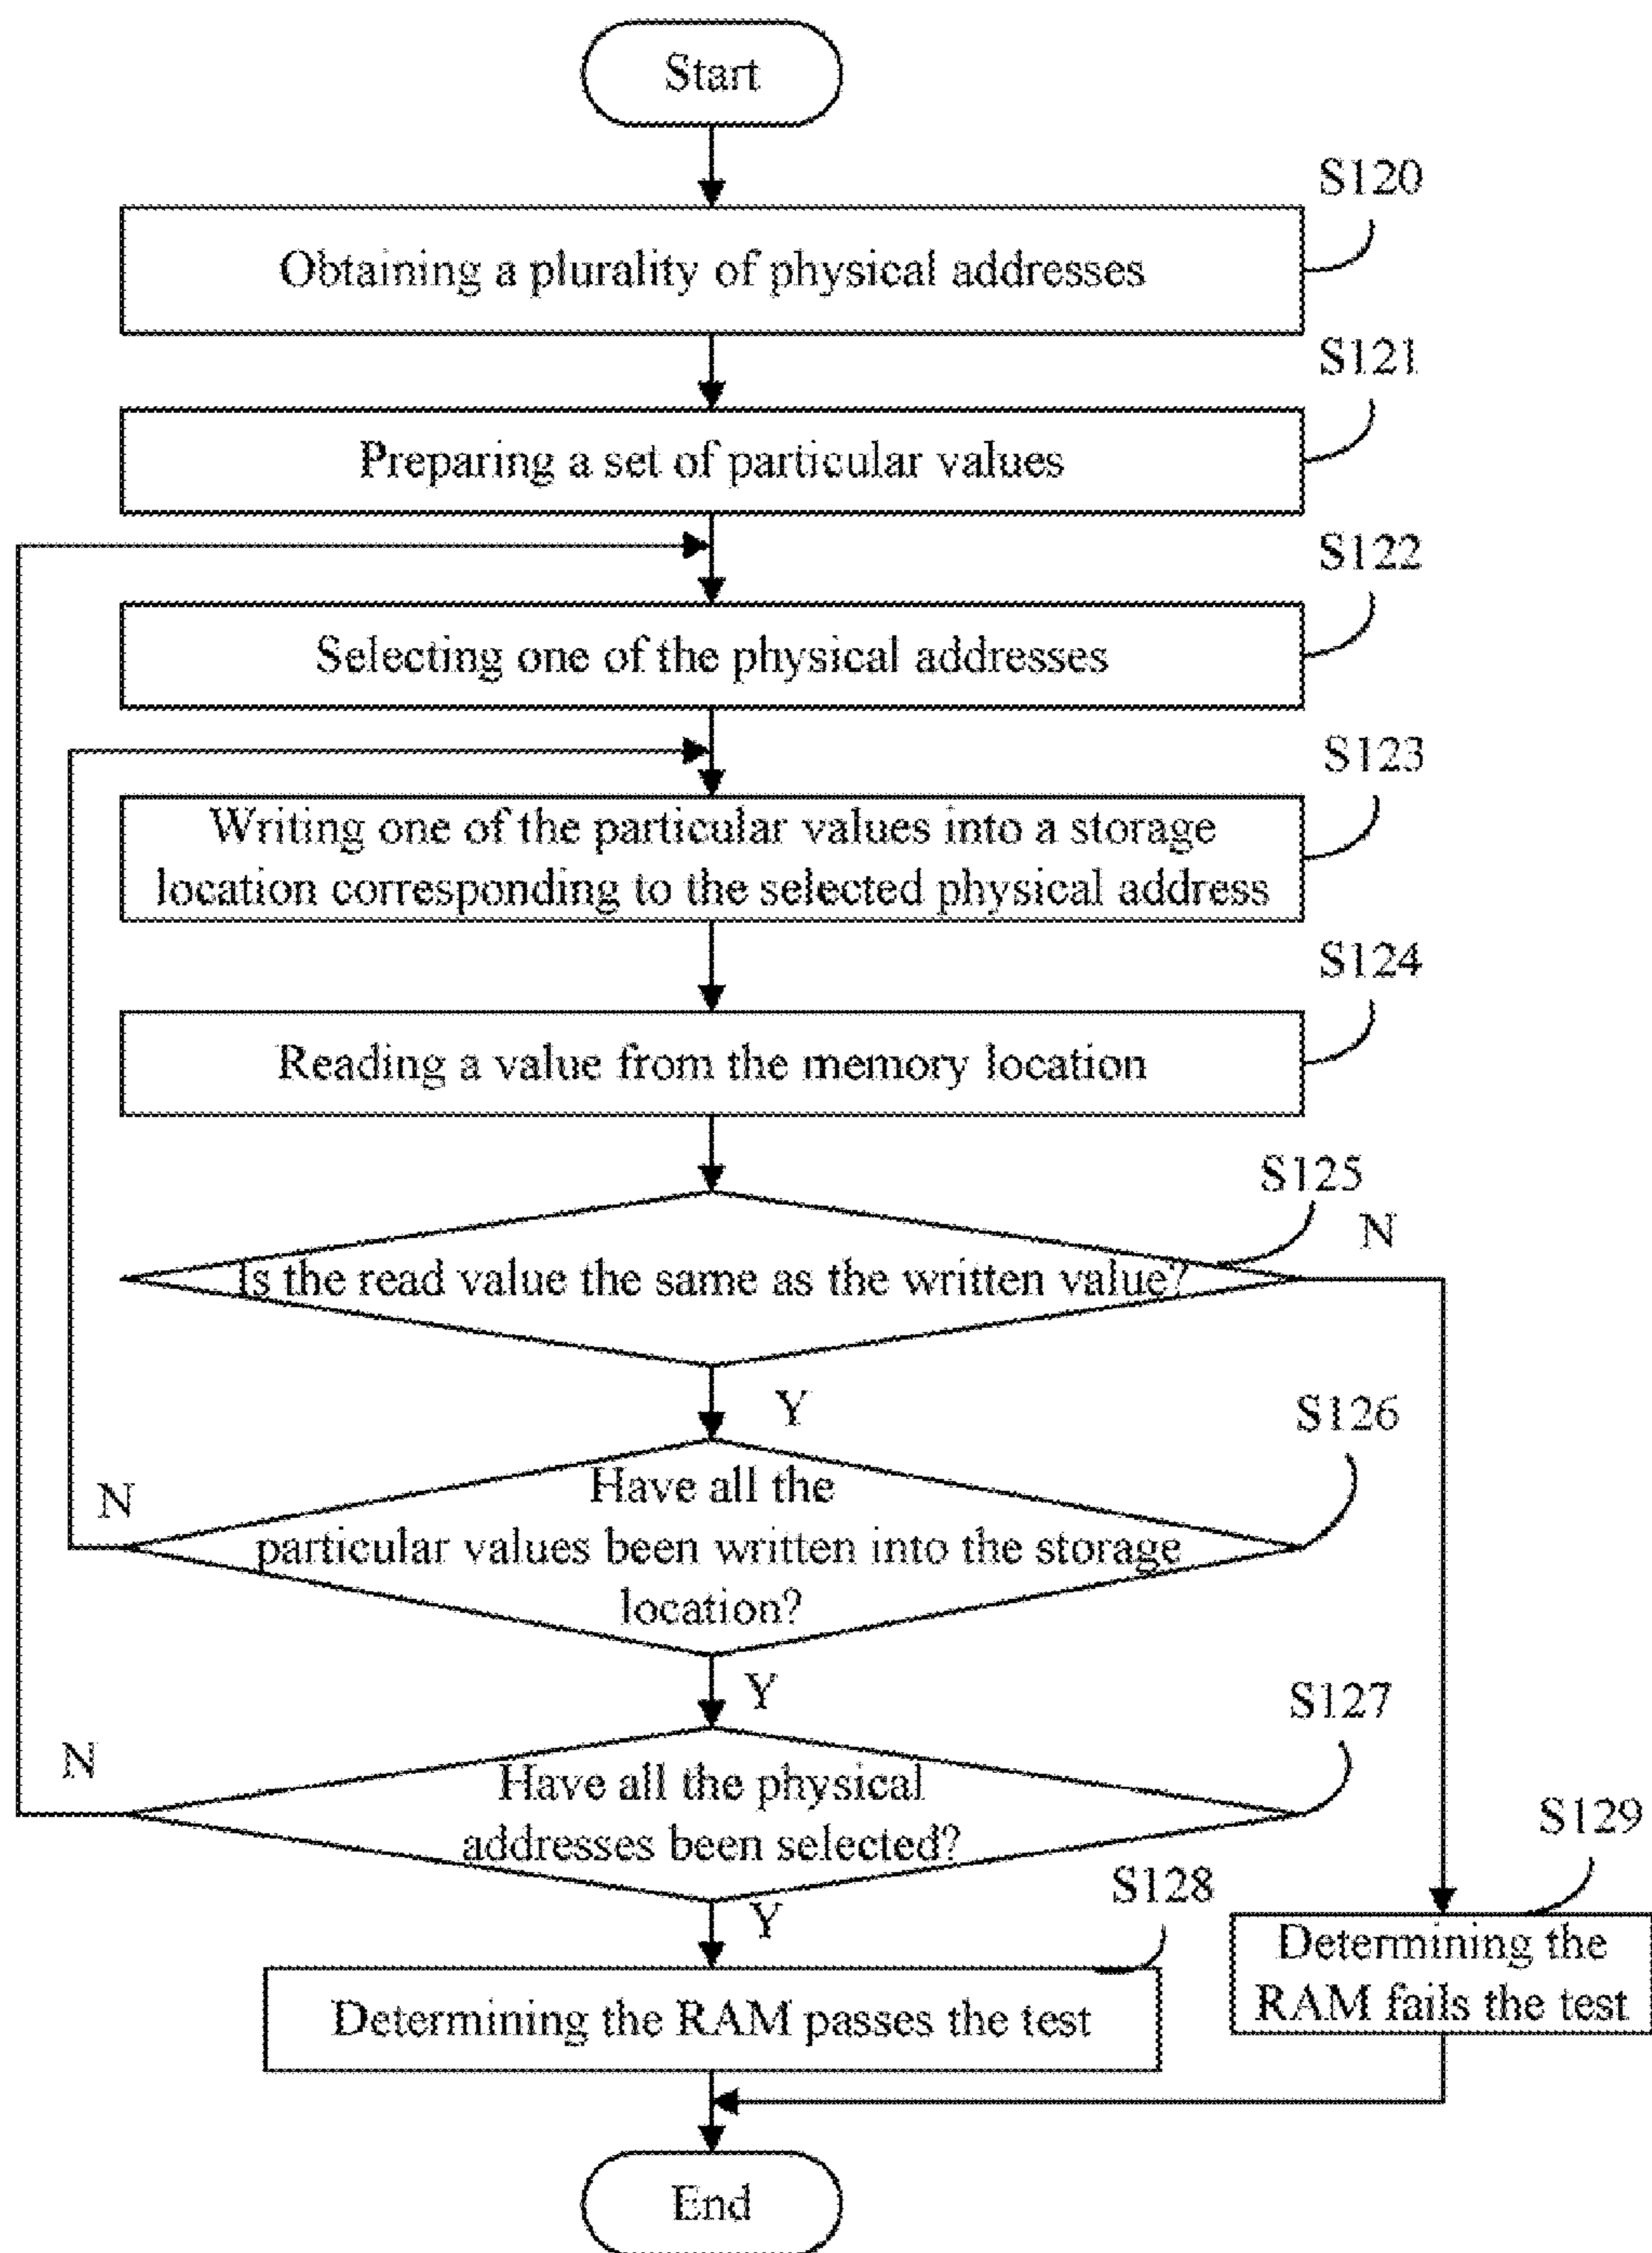 Start
S120
Obtaining a plurality of physical addresses
S121
Preparing a set of particular values
S122
Selecting one of the physical addresses
S123
Writing one of the particular values into a storage
location corresponding to the selected physical address
S124
Reading a value from the memory location
S125
N
Is the read value the same as the written value?
Y
S126
N
Have all the
particular values been written into the storage
location?
Y
S127
N
Have all the physical
addresses been selected?
Y
S128
S129
Determining the RAM passes the test
Determining the
RAM fails the test
End